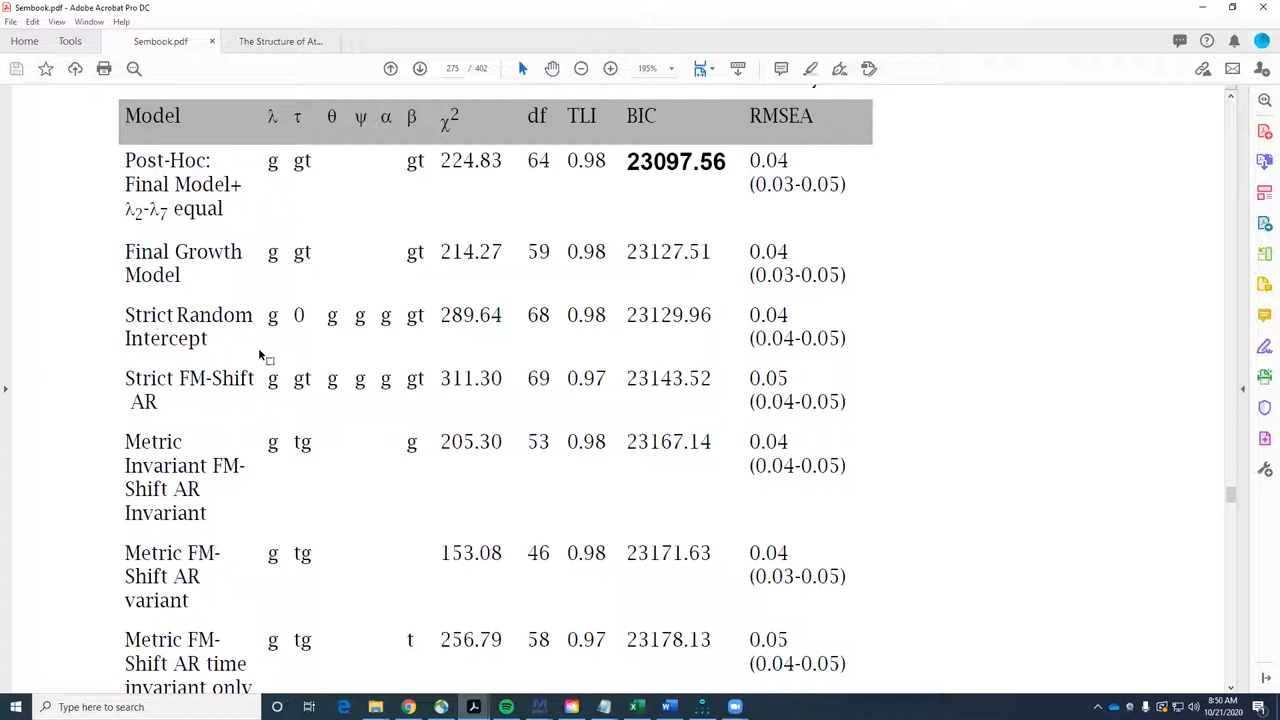 Sembook.pdf - Adobe Acrobat Pro DC
File Edit View Window Help
Home Tools Sembook.pdf × The Structure of At...
275 / 402 195%
Model λ τ θ ψ α β χ2 df TLI BIC RMSEA
Post-Hoc: g gt gt 224.83 64 0.98 23097.56 0.04
Final Model+ (0.03-0.05)
λ2-λ7 equal
Final Growth g gt gt 214.27 59 0.98 23127.51 0.04
Model (0.03-0.05)
Strict Random g 0 g g g gt 289.64 68 0.98 23129.96 0.04
Intercept (0.04-0.05)
Strict FM-Shift g gt g g g gt 311.30 69 0.97 23143.52 0.05
AR (0.04-0.05)
Metric g tg g 205.30 53 0.98 23167.14 0.04
Invariant FM- (0.04-0.05)
Shift AR
Invariant
Metric FM- g tg 153.08 46 0.98 23171.63 0.04
Shift AR (0.03-0.05)
variant
Metric FM- g tg t 256.79 58 0.97 23178.13 0.05
Shift AR time (0.04-0.05)
invariant only
Type here to search
8:50 AM
10/21/2020